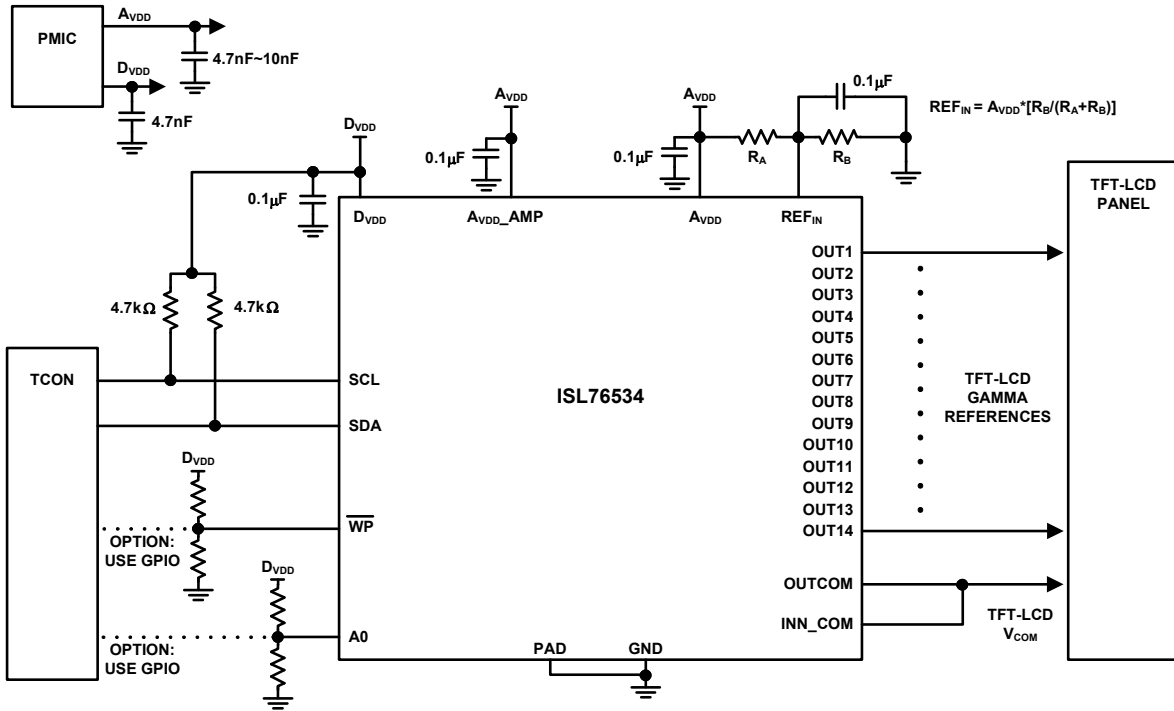 PMIC
AVDD
4.7nF~10nF
DVDD
4.7nF
DVDD
0.1µF
AVDD
0.1µF
AVDD
0.1µF
RA
0.1µF
RB
REFIN = AVDD*[RB/(RA+RB)]
4.7kΩ
4.7kΩ
DVDD
AVDD_AMP
AVDD
REFIN
ISL76534
TCON
SCL
SDA
WP
A0
DVDD
OPTION:
USE GPIO
DVDD
OPTION:
USE GPIO
PAD
GND
OUT1
OUT2
OUT3
OUT4
OUT5
OUT6
OUT7
OUT8
OUT9
OUT10
OUT11
OUT12
OUT13
OUT14
OUTCOM
INN_COM
TFT-LCD
GAMMA
REFERENCES
TFT-LCD
VCOM
TFT-LCD
PANEL